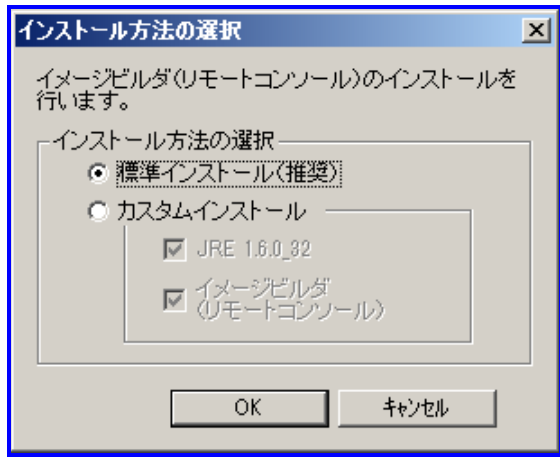 インストール方法の選択
イメージビルダ(リモートコンソール)のインストールを
行います。
インストール方法の選択
標準インストール(推奨)
カスタムインストール
JRE 1.6.0_32
イメージビルダ
(リモートコンソール)
OK
キャンセル